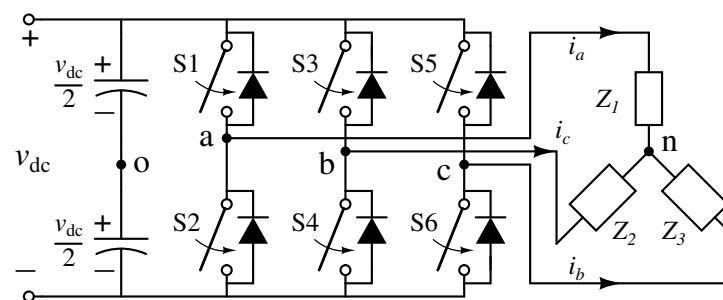 +
S1
S3
S5
i_a
v_dc/2
+
−
Z_1
a
v_dc
o
b
i_c
n
c
v_dc/2
+
−
S2
S4
S6
Z_2
Z_3
−
i_b